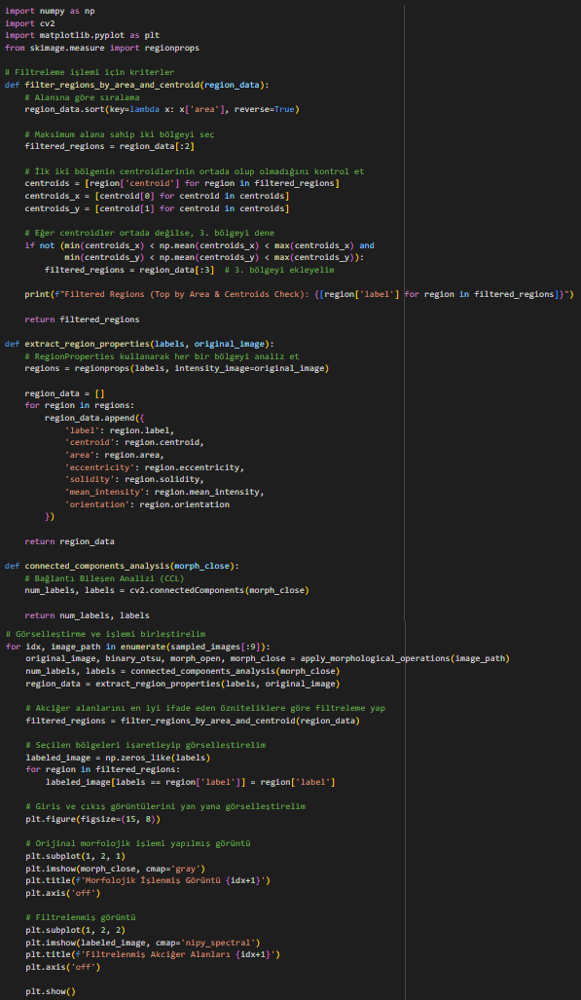 import numpy as np
import cv2
import matplotlib.pyplot as plt
from skimage.measure import regionprops
# Filtreleme işlemi için kriterler
def filter_regions_by_area_and_centroid(region_data):
# Alanına göre sıralama
region_data.sort(key=lambda x: x['area'], reverse=True)
# Maksimum alana sahip iki bölgeyi seç
filtered_regions = region_data[:2]
# İlk iki bölgenin centroidlerinin ortada olup olmadığını kontrol et
centroids = [region['centroid'] for region in filtered_regions]
centroids_x = [centroid[0] for centroid in centroids]
centroids_y = [centroid[1] for centroid in centroids]
# Eğer centroidler ortada değilse, 3. bölgeyi dene
if not (min(centroids_x) < np.mean(centroids_x) < max(centroids_x) and
min(centroids_y) < np.mean(centroids_y) < max(centroids_y)):
filtered_regions = region_data[:3]  # 3. bölgeyi ekleyelim
print(f"Filtered Regions (Top by Area & Centroids Check): {[region['label'] for region in filtered_regions]}")
return filtered_regions
def extract_region_properties(labels, original_image):
# RegionProperties kullanarak her bir bölgeyi analiz et
regions = regionprops(labels, intensity_image=original_image)
region_data = []
for region in regions:
region_data.append({
'label': region.label,
'centroid': region.centroid,
'area': region.area,
'eccentricity': region.eccentricity,
'solidity': region.solidity,
'mean_intensity': region.mean_intensity,
'orientation': region.orientation
})
return region_data
def connected_components_analysis(morph_close):
# Bağlantı Bileşen Analizi (CCL)
num_labels, labels = cv2.connectedComponents(morph_close)
return num_labels, labels
# Görselleştirme ve işlemi birleştirelim
for idx, image_path in enumerate(sampled_images[:9]):
original_image, binary_otsu, morph_open, morph_close = apply_morphological_operations(image_path)
num_labels, labels = connected_components_analysis(morph_close)
region_data = extract_region_properties(labels, original_image)
# Akciğer alanlarını en iyi ifade eden özniteliklere göre filtreleme yap
filtered_regions = filter_regions_by_area_and_centroid(region_data)
# Seçilen bölgeleri işaretleyip görselleştirelim
labeled_image = np.zeros_like(labels)
for region in filtered_regions:
labeled_image[labels == region['label']] = region['label']
# Giriş ve çıkış görüntülerini yan yana görselleştirelim
plt.figure(figsize=(15, 8))
# Orijinal morfolojik işlemi yapılmış görüntü
plt.subplot(1, 2, 1)
plt.imshow(morph_close, cmap='gray')
plt.title(f'Morfolojik İşlenmiş Görüntü {idx+1}')
plt.axis('off')
# Filtrelenmiş görüntü
plt.subplot(1, 2, 2)
plt.imshow(labeled_image, cmap='nipy_spectral')
plt.title(f'Filtrelenmiş Akciğer Alanları {idx+1}')
plt.axis('off')
plt.show()